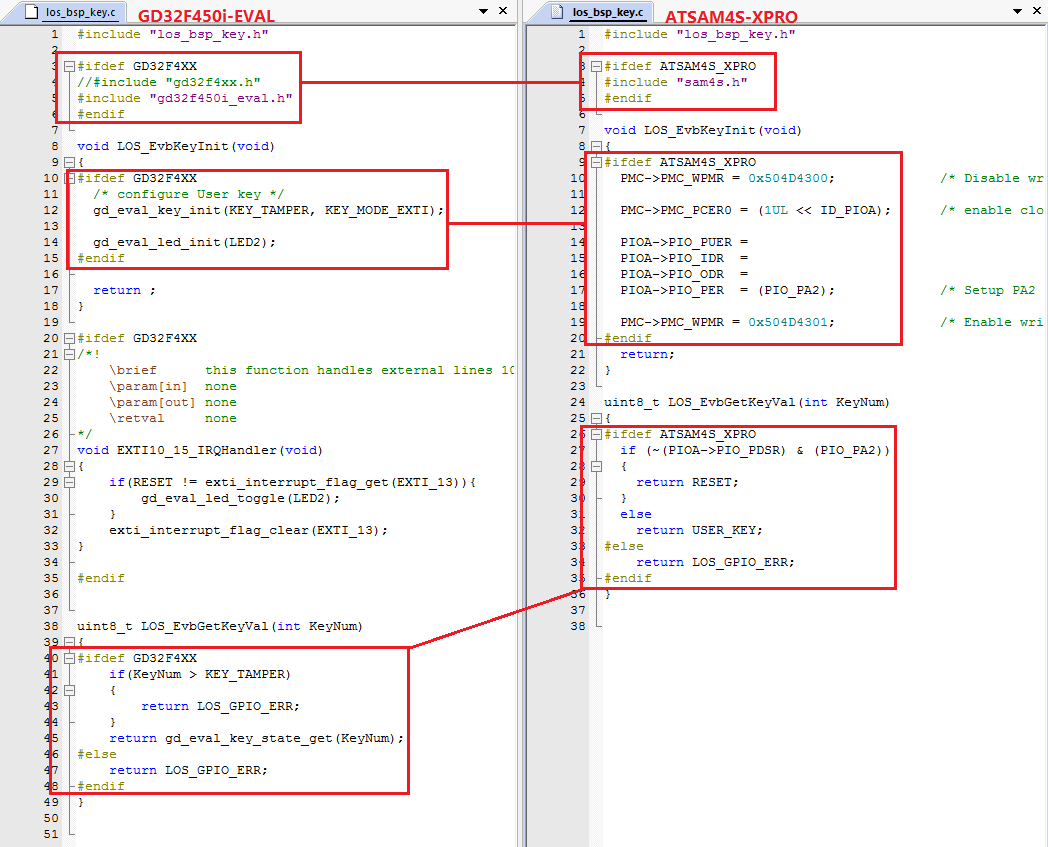 los_bsp_key.c
GD32F450i-EVAL
1 #include "los_bsp_key.h"
2
3 #ifdef GD32F4XX
4 //#include "gd32f4xx.h"
5 #include "gd32f450i_eval.h"
6 #endif
7
8 void LOS_EvbKeyInit(void)
9 {
10 #ifdef GD32F4XX
11 /* configure User key */
12 gd_eval_key_init(KEY_TAMPER, KEY_MODE_EXTI);
13
14 gd_eval_led_init(LED2);
15 #endif
16
17 return ;
18 }
19
20 #ifdef GD32F4XX
21 /*!
22 \brief this function handles external lines 10
23 \param[in] none
24 \param[out] none
25 \retval none
26 */
27 void EXTI10_15_IRQHandler(void)
28 {
29 if(RESET != exti_interrupt_flag_get(EXTI_13)){
30 gd_eval_led_toggle(LED2);
31 }
32 exti_interrupt_flag_clear(EXTI_13);
33 }
34
35 #endif
36
37
38 uint8_t LOS_EvbGetKeyVal(int KeyNum)
39 {
40 #ifdef GD32F4XX
41 if(KeyNum > KEY_TAMPER)
42 {
43 return LOS_GPIO_ERR;
44 }
45 return gd_eval_key_state_get(KeyNum);
46 #else
47 return LOS_GPIO_ERR;
48 #endif
49 }
50
51
los_bsp_key.c
ATSAM4S-XPRO
1 #include "los_bsp_key.h"
2
3 #ifdef ATSAM4S_XPRO
4 #include "sam4s.h"
5 #endif
6
7 void LOS_EvbKeyInit(void)
8 {
9 #ifdef ATSAM4S_XPRO
10 PMC->PMC_WPMR = 0x504D4300; /* Disable wr
11
12 PMC->PMC_PCER0 = (1UL << ID_PIOA); /* enable clo
13
14 PIOA->PIO_PUER =
15 PIOA->PIO_IDR =
16 PIOA->PIO_ODR =
17 PIOA->PIO_PER = (PIO_PA2); /* Setup PA2
18
19 PMC->PMC_WPMR = 0x504D4301; /* Enable wri
20 #endif
21 return;
22 }
23
24 uint8_t LOS_EvbGetKeyVal(int KeyNum)
25 {
26 #ifdef ATSAM4S_XPRO
27 if (~(PIOA->PIO_PDSR) & (PIO_PA2))
28 {
29 return RESET;
30 }
31 else
32 return USER_KEY;
33 #else
34 return LOS_GPIO_ERR;
35 #endif
36 }
37
38